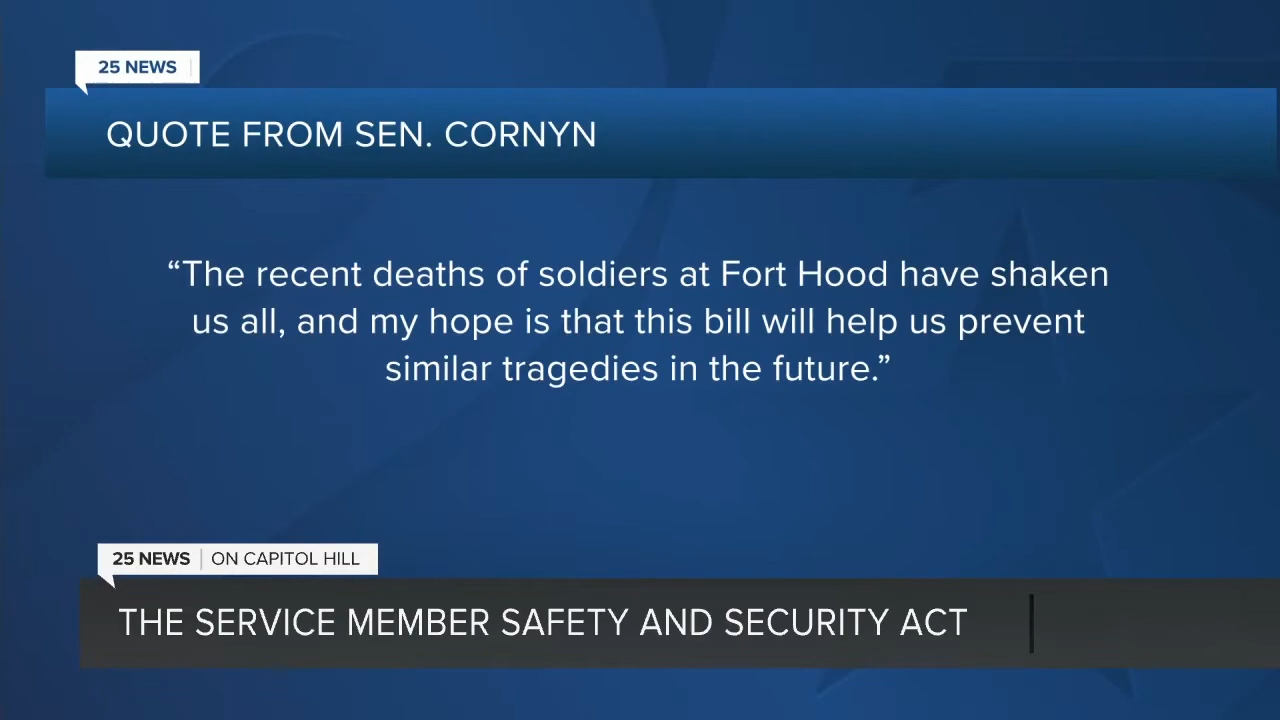 25 NEWS
QUOTE FROM SEN. CORNYN
“The recent deaths of soldiers at Fort Hood have shaken
us all, and my hope is that this bill will help us prevent
similar tragedies in the future.”
25 NEWS | ON CAPITOL HILL
THE SERVICE MEMBER SAFETY AND SECURITY ACT